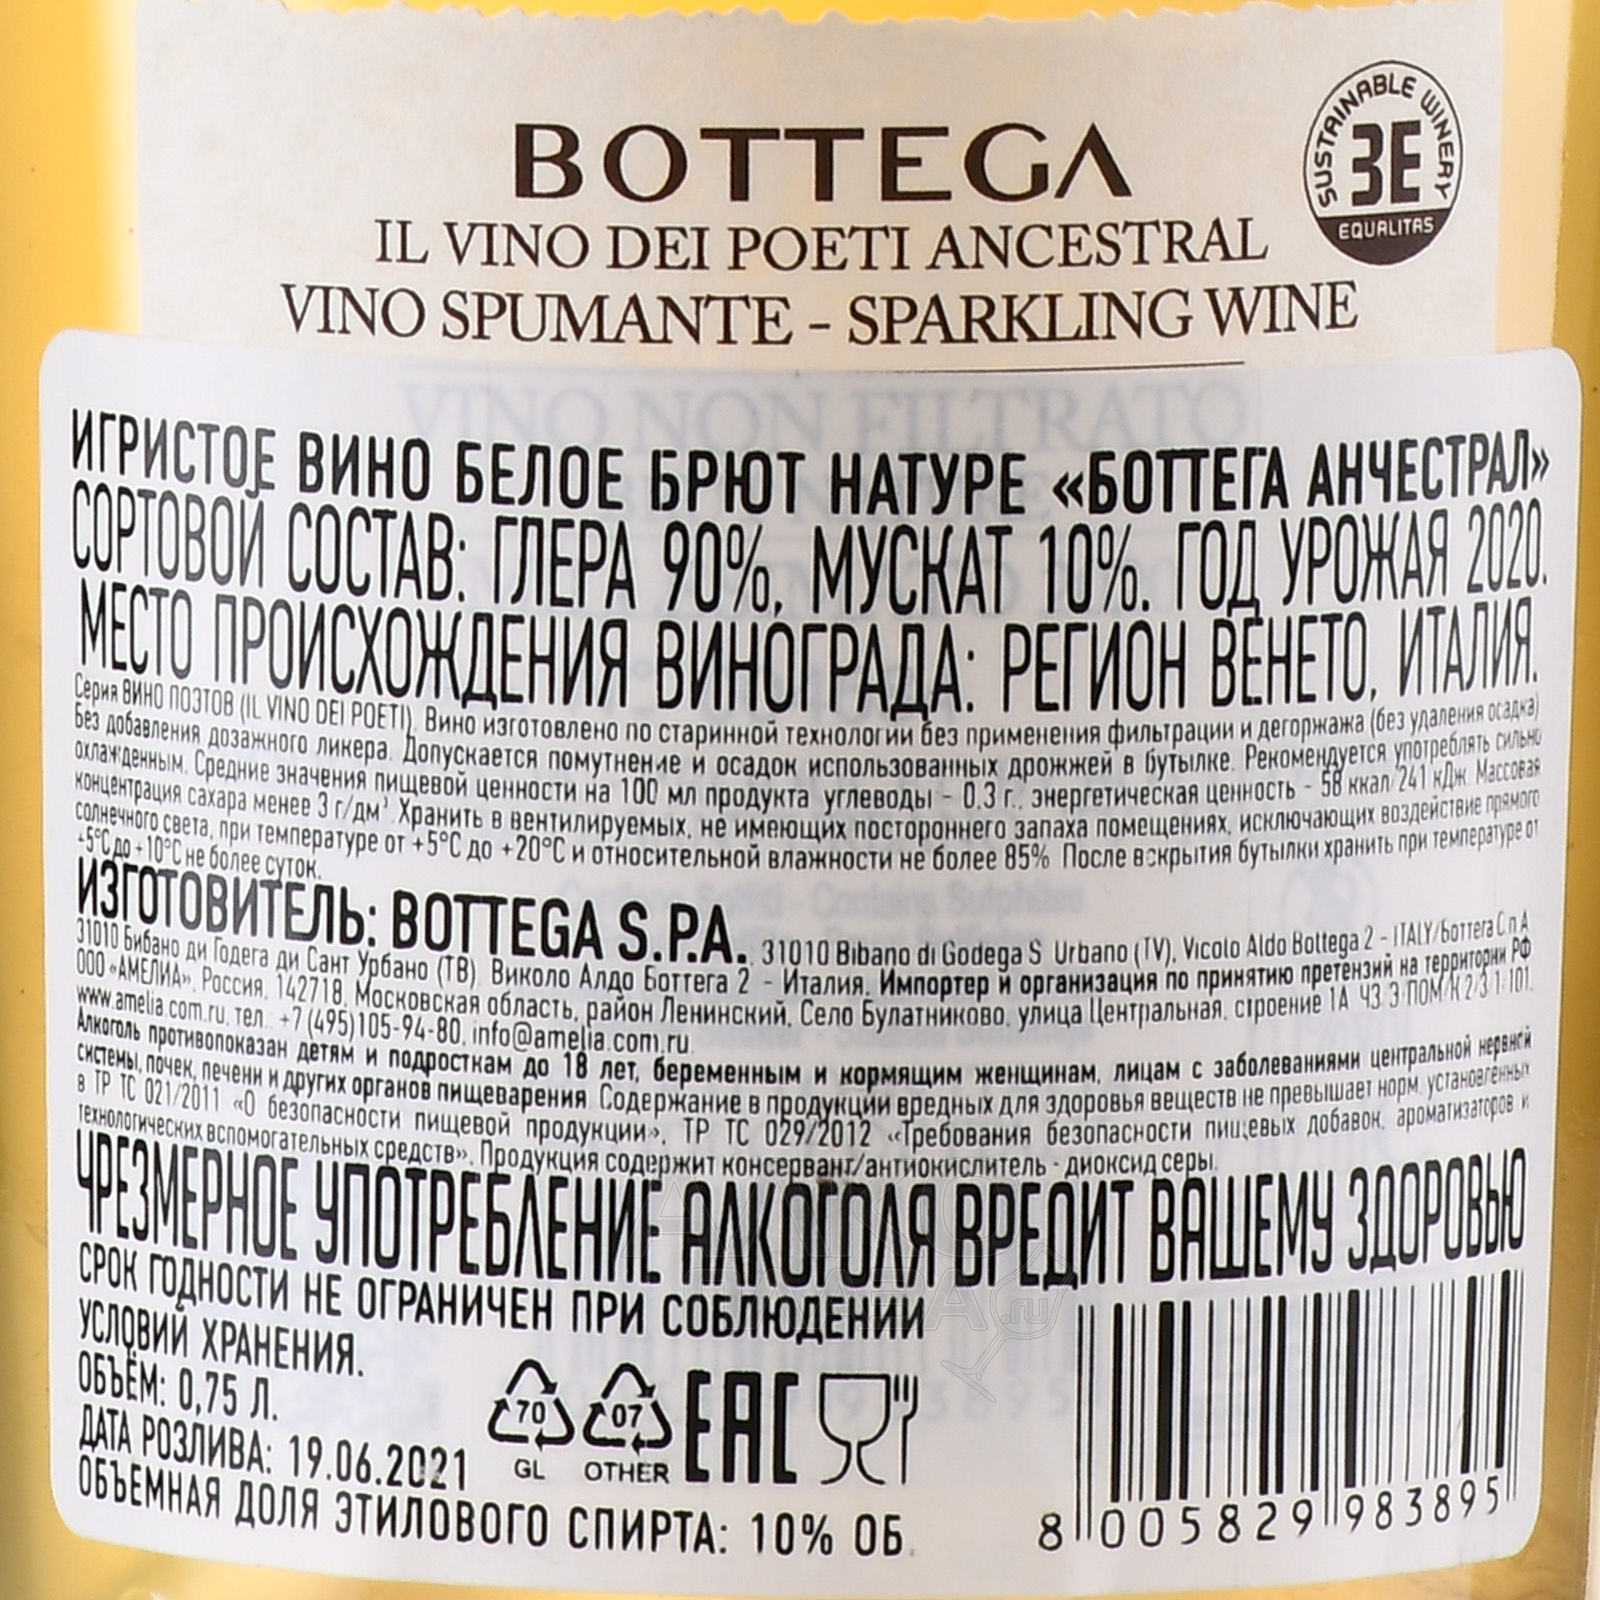 BOTTEGA
IL VINO DEI POETI ANCESTRAL
VINO SPUMANTE - SPARKLING WINE
SUSTAINABLE WINERY
3E
EQUALITAS
VINO NON FILTRATO
ИГРИСТОЕ ВИНО БЕЛОЕ БРЮТ НАТУРЕ «БОТТЕГА АНЧЕСТРАЛ»
СОРТОВОЙ СОСТАВ: ГЛЕРА 90%, МУСКАТ 10%. ГОД УРОЖАЯ 2020.
МЕСТО ПРОИСХОЖДЕНИЯ ВИНОГРАДА: РЕГИОН ВЕНЕТО, ИТАЛИЯ.
Серия ВИНО ПОЭТОВ (IL VINO DEI POETI). Вино изготовлено по старинной технологии без применения фильтрации и дегоржажа (без удаления осадка)
Без добавления дозажного ликера. Допускается помутнение и осадок использованных дрожжей в бутылке. Рекомендуется употреблять сильно
охлажденным. Средние значения пищевой ценности на 100 мл продукта углеводы - 0.3 г., энергетическая ценность - 58 ккал/241 кДж. Массовая
концентрация сахара менее 3 г/дм³ Хранить в вентилируемых, не имеющих постороннего запаха помещениях, исключающих воздействие прямого
солнечного света, при температуре от +5°С до +20°С и относительной влажности не более 85% После вскрытия бутылки хранить при температуре от
+5°С до +10°С не более суток.
ИЗГОТОВИТЕЛЬ: BOTTEGA S.P.A. 31010 Bibano di Godega S Urbano (TV), Vicolo Aldo Bottega 2 - ITALY/Боттега С.п.А
31010 Бибано ди Годега ди Сант Урбано (ТВ) Виколо Алдо Боттега 2 - Италия. Импортер и организация по принятию претензий на территории РФ
ООО «АМЕЛИА», Россия, 142718, Московская область, район Ленинский, Село Булатниково, улица Центральная, строение 1А ЧЗ Э ПОМ/К 2-3 1-101.
www.amelia.com.ru, тел. +7 (495)105-94-80, info@amelia.com.ru
Алкоголь противопоказан детям и подросткам до 18 лет, беременным и кормящим женщинам, лицам с заболеваниями центральной нервной
системы, почек, печени и других органов пищеварения Содержание в продукции вредных для здоровья веществ не превышает норм, установленных
в ТР ТС 021/2011 «О безопасности пищевой продукции», ТР ТС 029/2012 «Требования безопасности пищевых добавок, ароматизаторов и
технологических вспомогательных средств». Продукция содержит консервант/антиокислитель - диоксид серы.
ЧРЕЗМЕРНОЕ УПОТРЕБЛЕНИЕ АЛКОГОЛЯ ВРЕДИТ ВАШЕМУ ЗДОРОВЬЮ
СРОК ГОДНОСТИ НЕ ОГРАНИЧЕН ПРИ СОБЛЮДЕНИИ
УСЛОВИЙ ХРАНЕНИЯ.
ОБЪЁМ: 0,75 Л.
ДАТА РОЗЛИВА: 19.06.2021
ОБЪЕМНАЯ ДОЛЯ ЭТИЛОВОГО СПИРТА: 10% ОБ.
70
GL
07
OTHER
EAC
8 005829 983895